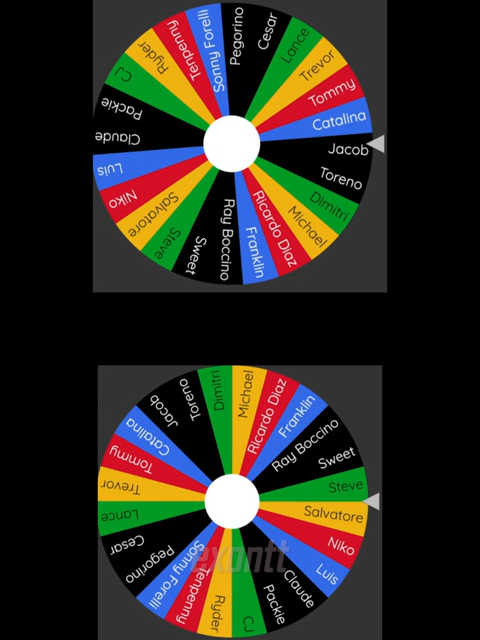 Pegorino
Cesar
Lance
Trevor
Tommy
Catalina
Jacob
Toreno
Dimitri
Michael
Ricardo Diaz
Franklin
Ray Boccino
Sweet
Steve
Salvatore
Niko
Luis
Claude
Packie
CJ
Ryder
Tenpenny
Sonny Forelli
Dimitri
Michael
Ricardo Diaz
Franklin
Ray Boccino
Sweet
Steve
Salvatore
Niko
Luis
Claude
Packie
CJ
Ryder
Tenpenny
Sonny Forelli
Pegorino
Cesar
Lance
Trevor
Tommy
Catalina
Jacob
Toreno